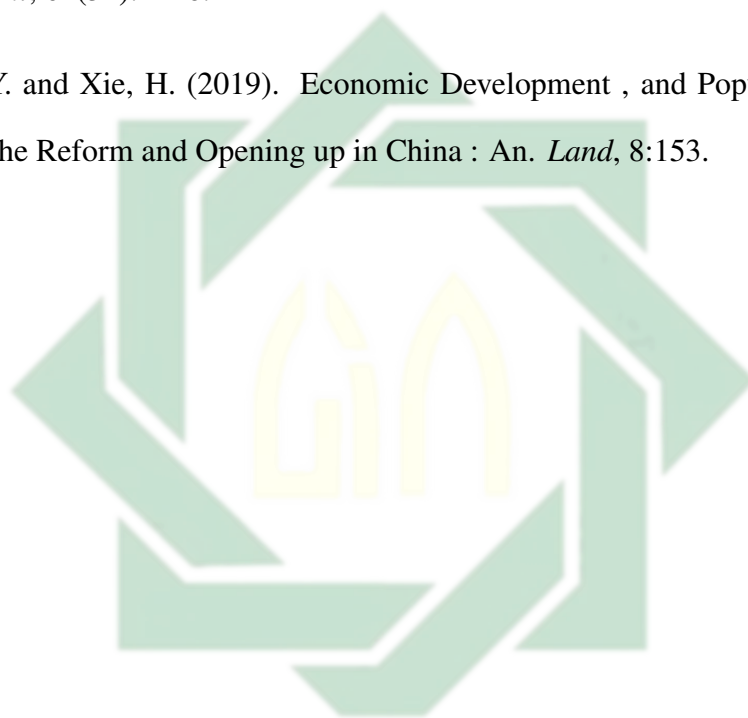 Y. and Xie, H. (2019). Economic Development , and Pop
he Reform and Opening up in China : An. Land, 8:153.